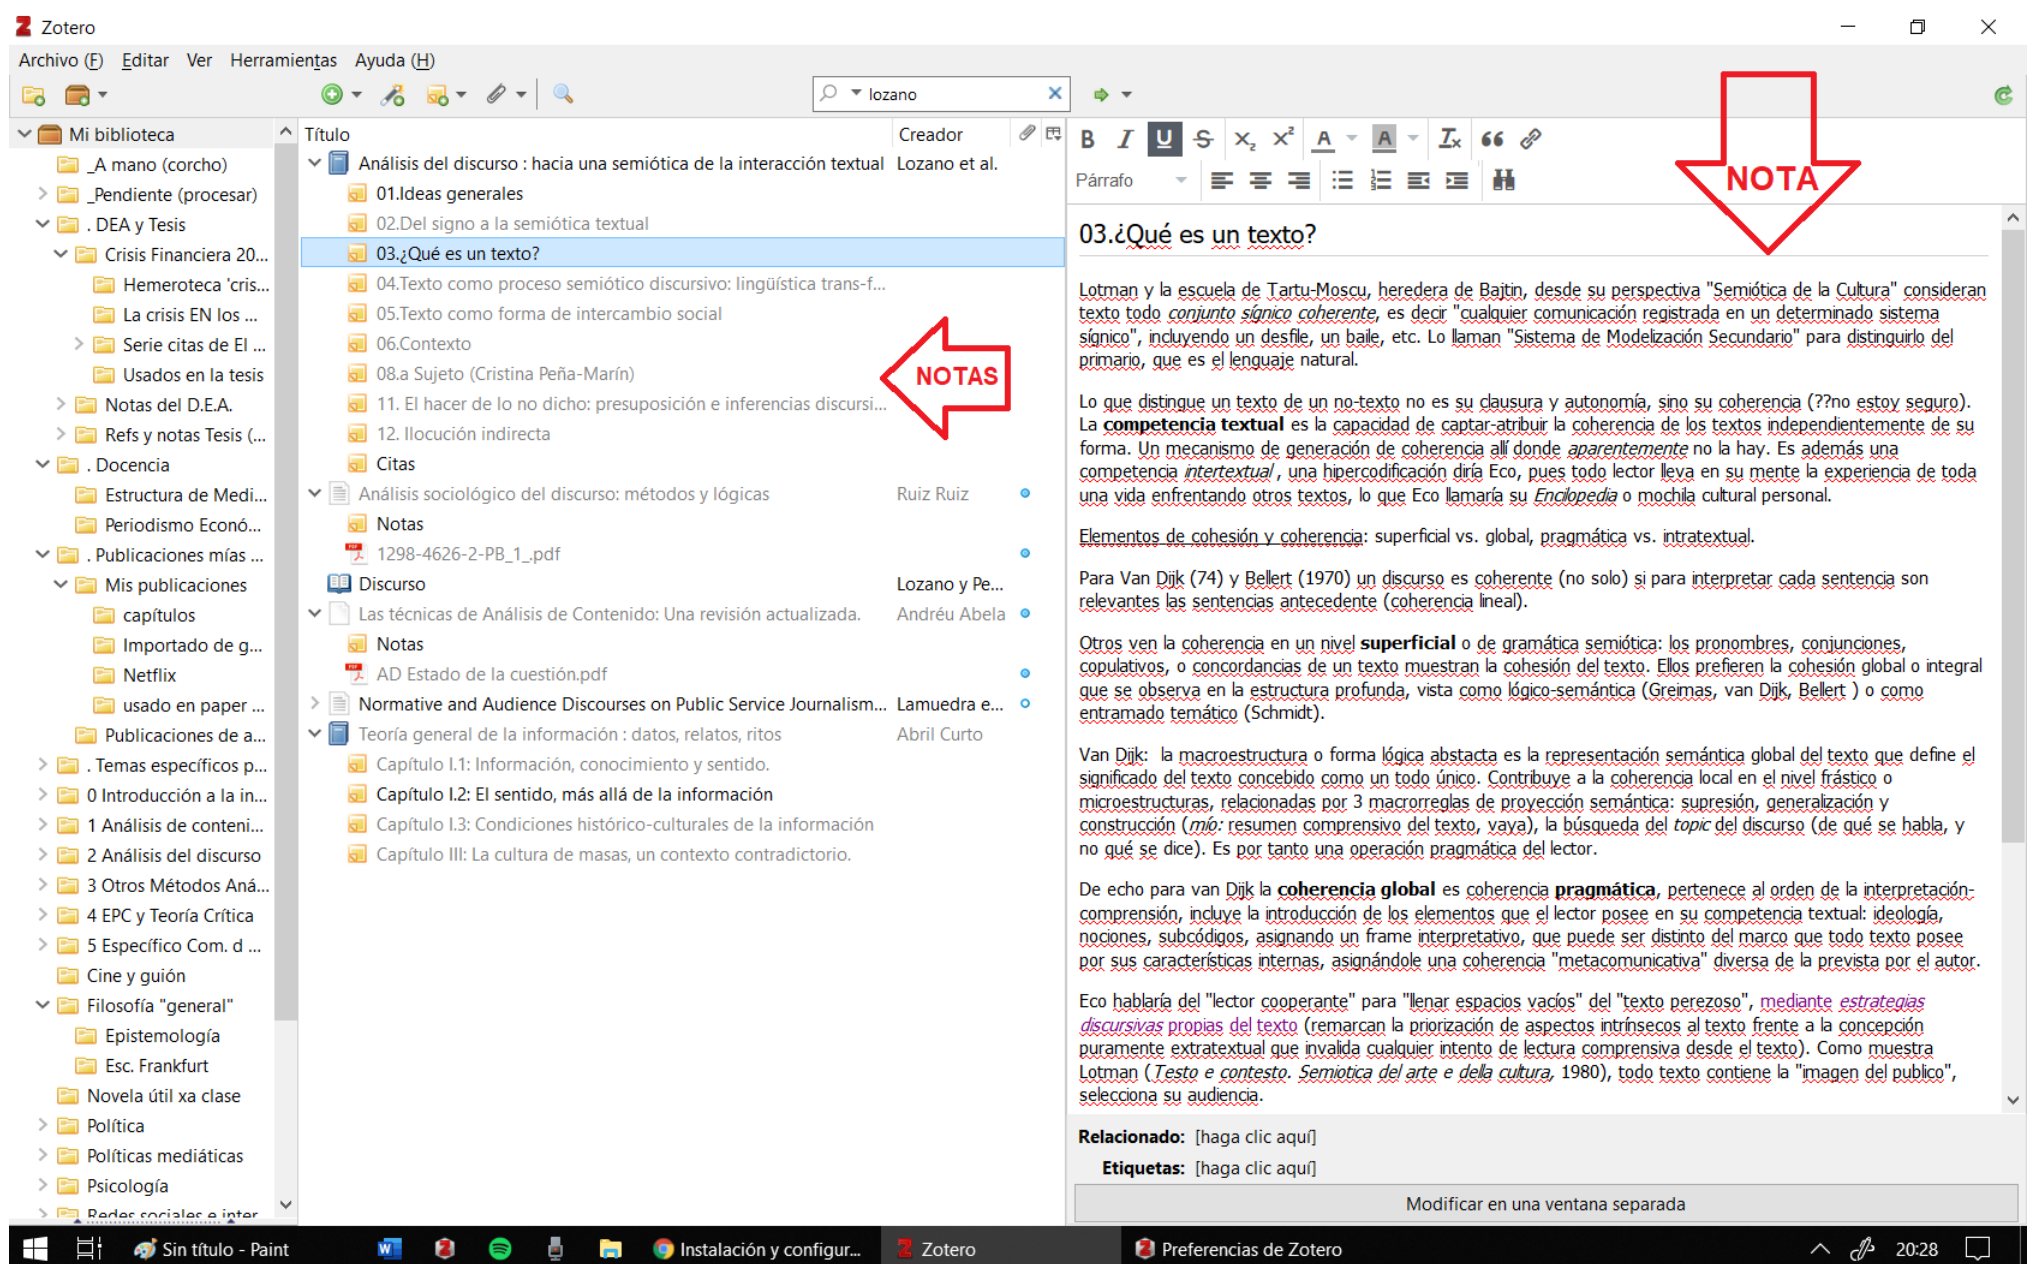 Zotero
Archivo (F) Editar Ver Herramientas Ayuda (H)
lozano
Mi biblioteca
_A mano (corcho)
_Pendiente (procesar)
. DEA y Tesis
Crisis Financiera 20...
Hemeroteca 'cris...
La crisis EN los ...
Serie citas de El ...
Usados en la tesis
Notas del D.E.A.
Refs y notas Tesis (...
. Docencia
Estructura de Medi...
Periodismo Econó...
. Publicaciones mías ...
Mis publicaciones
capítulos
Importado de g...
Netflix
usado en paper ...
Publicaciones de a...
. Temas específicos p...
0 Introducción a la in...
1 Análisis de conteni...
2 Análisis del discurso
3 Otros Métodos Aná...
4 EPC y Teoría Crítica
5 Específico Com. d ...
Cine y guión
Filosofía "general"
Epistemología
Esc. Frankfurt
Novela útil xa clase
Política
Políticas mediáticas
Psicología
Redes sociales e inter
Título Creador
Análisis del discurso : hacia una semiótica de la interacción textual Lozano et al.
01.Ideas generales
02.Del signo a la semiótica textual
03.¿Qué es un texto?
04.Texto como proceso semiótico discursivo: lingüística trans-f...
05.Texto como forma de intercambio social
06.Contexto
08.a Sujeto (Cristina Peña-Marín)
11. El hacer de lo no dicho: presuposición e inferencias discursi...
12. Ilocución indirecta
Citas
Análisis sociológico del discurso: métodos y lógicas Ruiz Ruiz
Notas
1298-4626-2-PB_1_.pdf
Discurso Lozano y Pe...
Las técnicas de Análisis de Contenido: Una revisión actualizada. Andréu Abela
Notas
AD Estado de la cuestión.pdf
Normative and Audience Discourses on Public Service Journalism... Lamuedra e...
Teoría general de la información : datos, relatos, ritos Abril Curto
Capítulo I.1: Información, conocimiento y sentido.
Capítulo I.2: El sentido, más allá de la información
Capítulo I.3: Condiciones histórico-culturales de la información
Capítulo III: La cultura de masas, un contexto contradictorio.
NOTAS
NOTA
Párrafo
03.¿Qué es un texto?
Lotman y la escuela de Tartu-Moscu, heredera de Bajtin, desde su perspectiva "Semiótica de la Cultura" consideran
texto todo conjunto sígnico coherente, es decir "cualquier comunicación registrada en un determinado sistema
sígnico", incluyendo un desfile, un baile, etc. Lo llaman "Sistema de Modelización Secundario" para distinguirlo del
primario, que es el lenguaje natural.
Lo que distingue un texto de un no-texto no es su clausura y autonomía, sino su coherencia (??no estoy seguro).
La competencia textual es la capacidad de captar-atribuir la coherencia de los textos independientemente de su
forma. Un mecanismo de generación de coherencia allí donde aparentemente no la hay. Es además una
competencia intertextual , una hipercodificación diría Eco, pues todo lector lleva en su mente la experiencia de toda
una vida enfrentando otros textos, lo que Eco llamaría su Encilopedia o mochila cultural personal.
Elementos de cohesión y coherencia: superficial vs. global, pragmática vs. intratextual.
Para Van Dijk (74) y Bellert (1970) un discurso es coherente (no solo) si para interpretar cada sentencia son
relevantes las sentencias antecedente (coherencia lineal).
Otros ven la coherencia en un nivel superficial o de gramática semiótica: los pronombres, conjunciones,
copulativos, o concordancias de un texto muestran la cohesión del texto. Ellos prefieren la cohesión global o integral
que se observa en la estructura profunda, vista como lógico-semántica (Greimas, van Dijk, Bellert ) o como
entramado temático (Schmidt).
Van Dijk: la macroestructura o forma lógica abstacta es la representación semántica global del texto que define el
significado del texto concebido como un todo único. Contribuye a la coherencia local en el nivel frástico o
microestructuras, relacionadas por 3 macrorreglas de proyección semántica: supresión, generalización y
construcción (mío: resumen comprensivo del texto, vaya), la búsqueda del topic del discurso (de qué se habla, y
no qué se dice). Es por tanto una operación pragmática del lector.
De echo para van Dijk la coherencia global es coherencia pragmática, pertenece al orden de la interpretación-
comprensión, incluye la introducción de los elementos que el lector posee en su competencia textual: ideología,
nociones, subcódigos, asignando un frame interpretativo, que puede ser distinto del marco que todo texto posee
por sus características internas, asignándole una coherencia "metacomunicativa" diversa de la prevista por el autor.
Eco hablaría del "lector cooperante" para "llenar espacios vacíos" del "texto perezoso", mediante estrategias
discursivas propias del texto (remarcan la priorización de aspectos intrínsecos al texto frente a la concepción
puramente extratextual que invalida cualquier intento de lectura comprensiva desde el texto). Como muestra
Lotman (Testo e contesto. Semiotica del arte e della cultura, 1980), todo texto contiene la "imagen del publico",
selecciona su audiencia.
Relacionado: [haga clic aquí]
Etiquetas: [haga clic aquí]
Modificar en una ventana separada
Sin título - Paint
Instalación y configur...
Zotero
Preferencias de Zotero
20:28